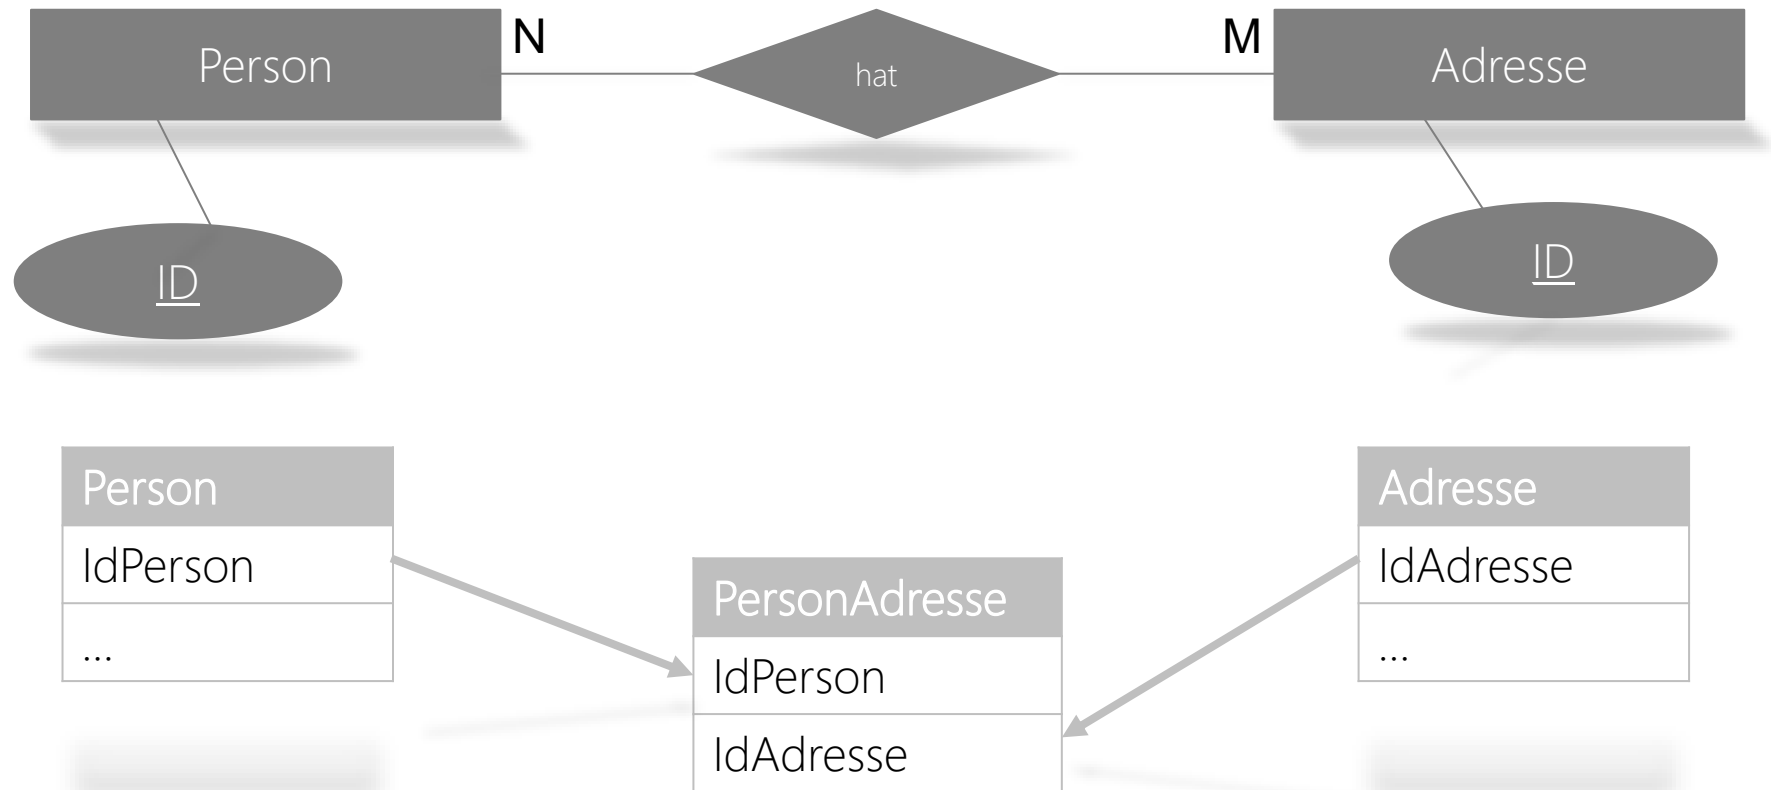 Person
N
hat
M
Adresse
ID
ID
Person
IdPerson
...
PersonAdresse
IdPerson
IdAdresse
Adresse
IdAdresse
...